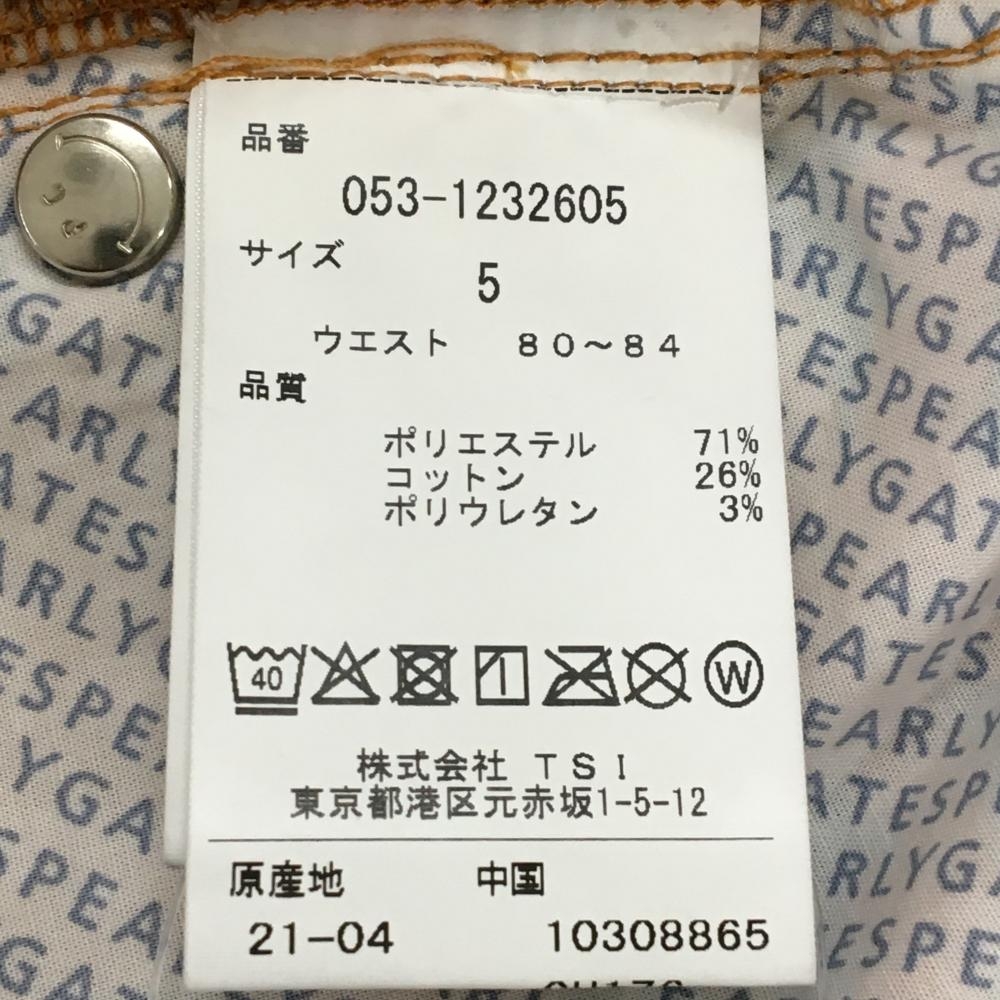 品番
053-1232605
サイズ
5
ウエスト 80～84
品質
ポリエステル 71%
コットン 26%
ポリウレタン 3%
40 W
株式会社 TSI
東京都港区元赤坂1-5-12
原産地 中国
21-04 10308865
PEARLYGATES